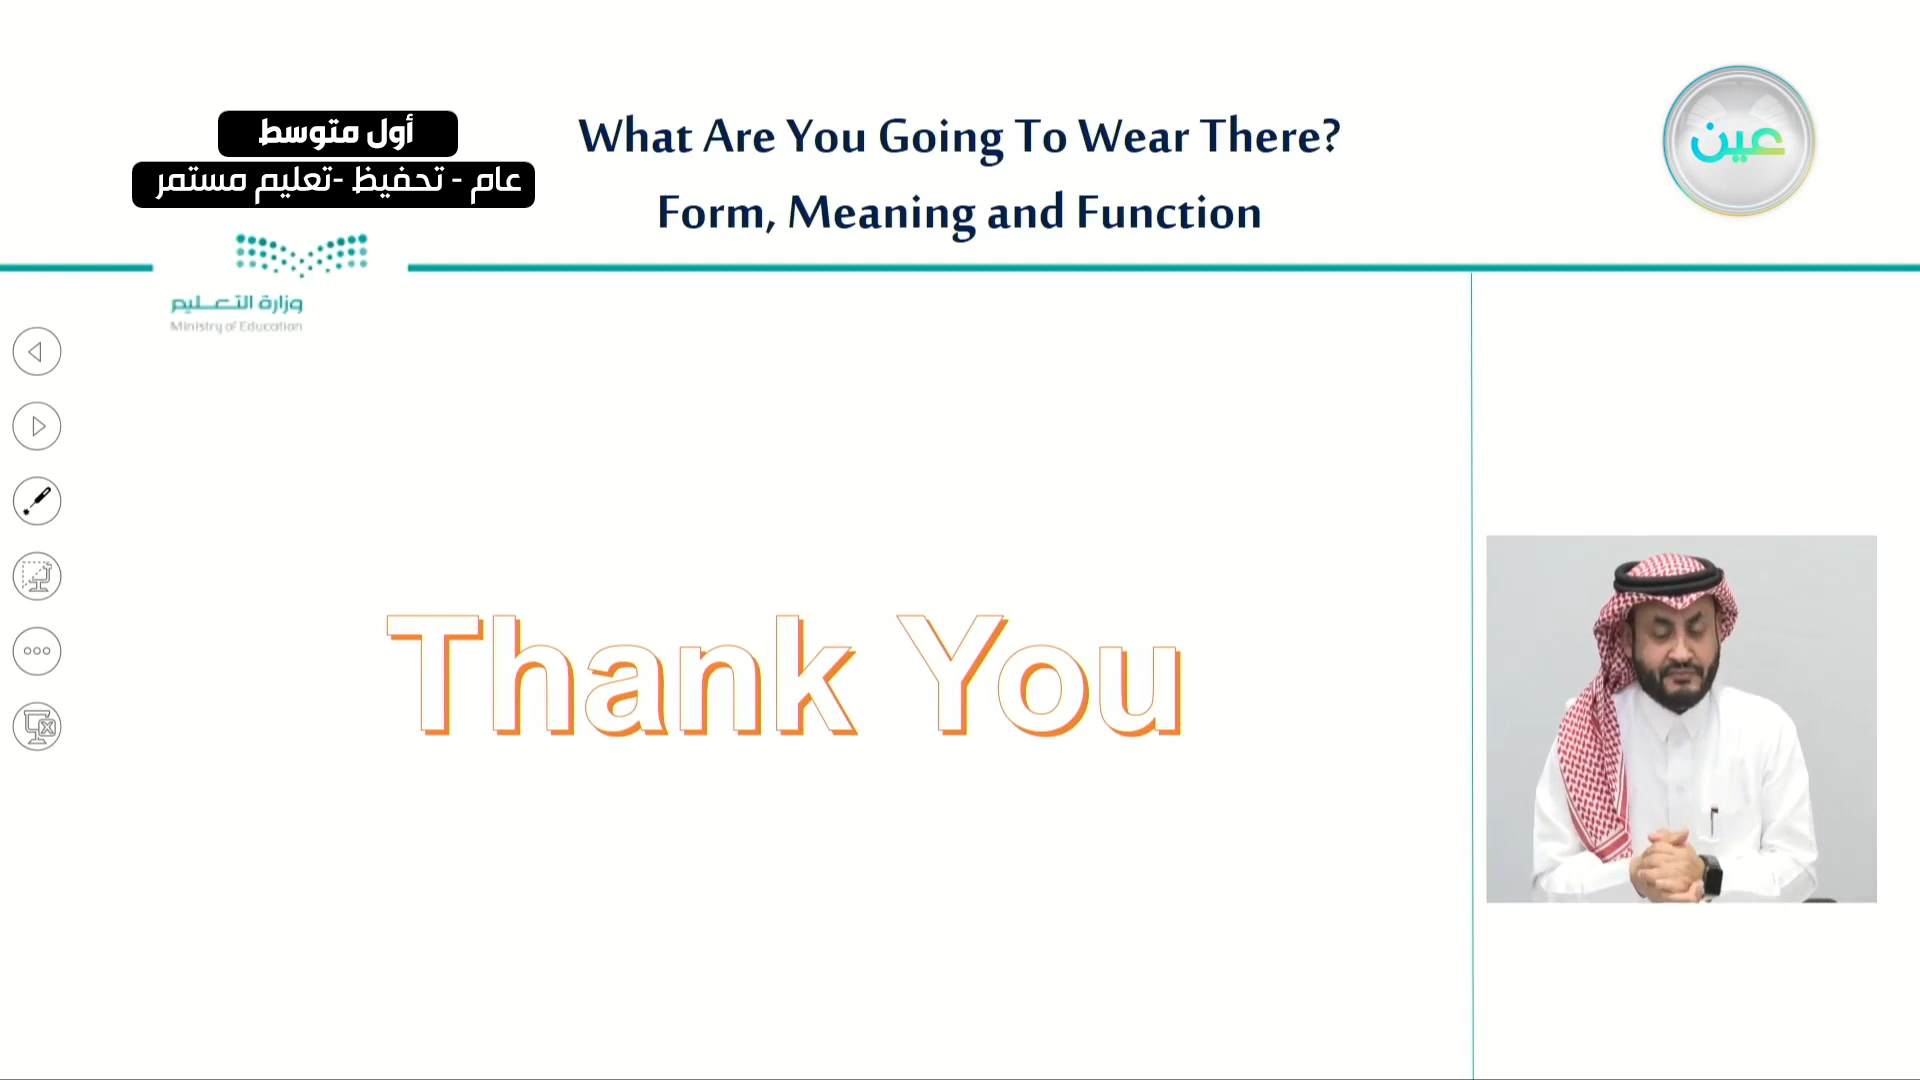 أول متوسط
عام - تحفيظ -تعليم مستمر
What Are You Going To Wear There?
Form, Meaning and Function
عين
وزارة التعليم
Ministry of Education
Thank You